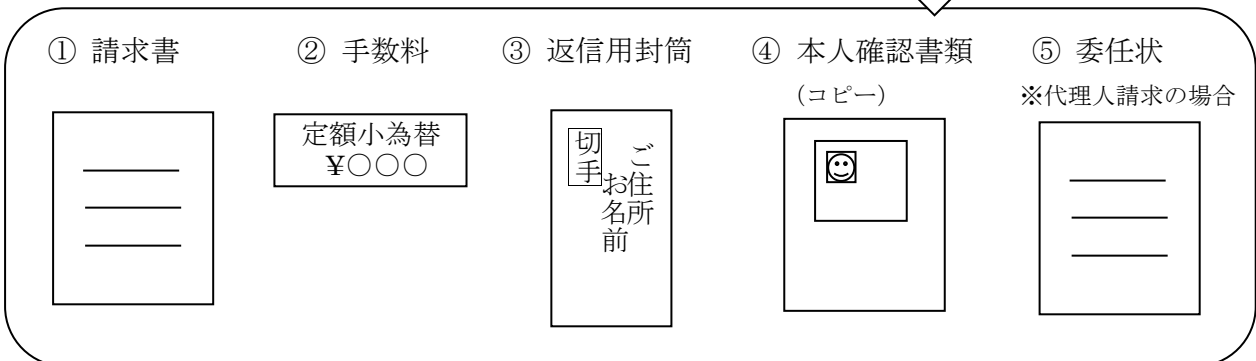 ① 請求書
② 手数料
③ 返信用封筒
④ 本人確認書類
(コピー)
⑤ 委任状
※代理人請求の場合
定額小為替
¥○○○
切手
ご住所
お名前